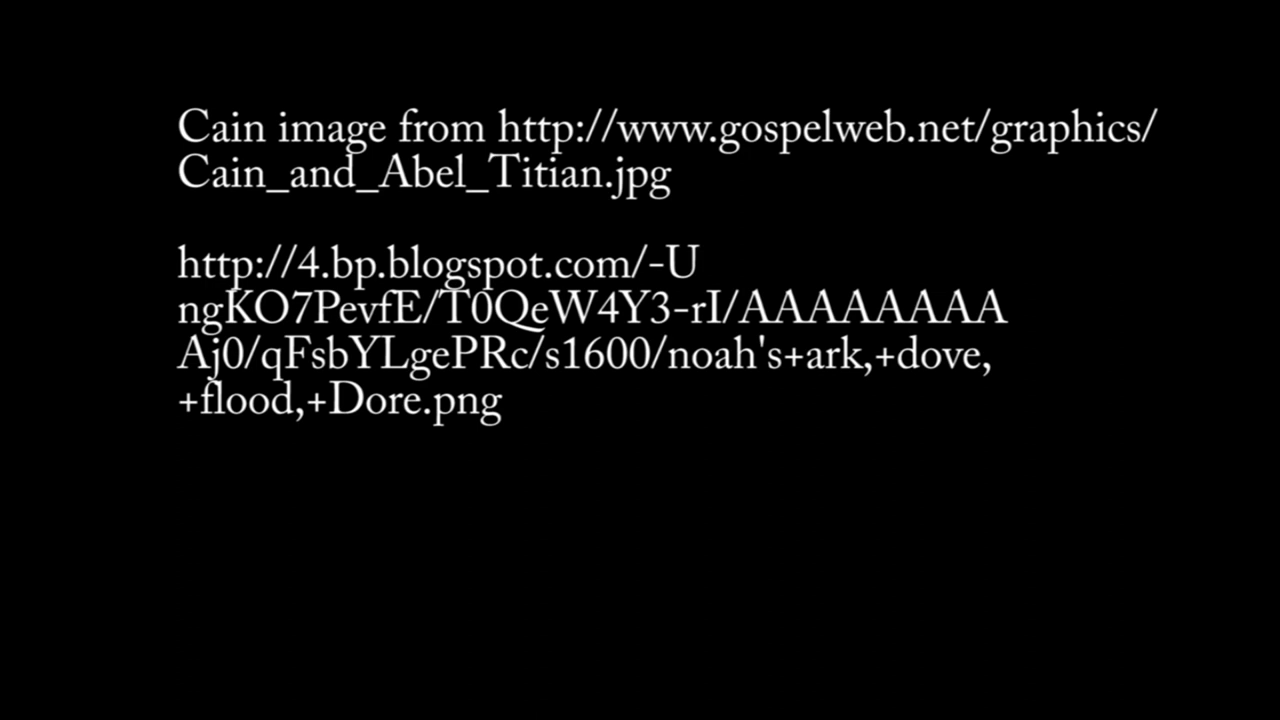 Cain image from http://www.gospelweb.net/graphics/
Cain_and_Abel_Titian.jpg
http://4.bp.blogspot.com/-U
ngKO7PevfE/T0QeW4Y3-rI/AAAAAAAA
Aj0/qFsbYLgePRc/s1600/noah's+ark,+dove,
+flood,+Dore.png